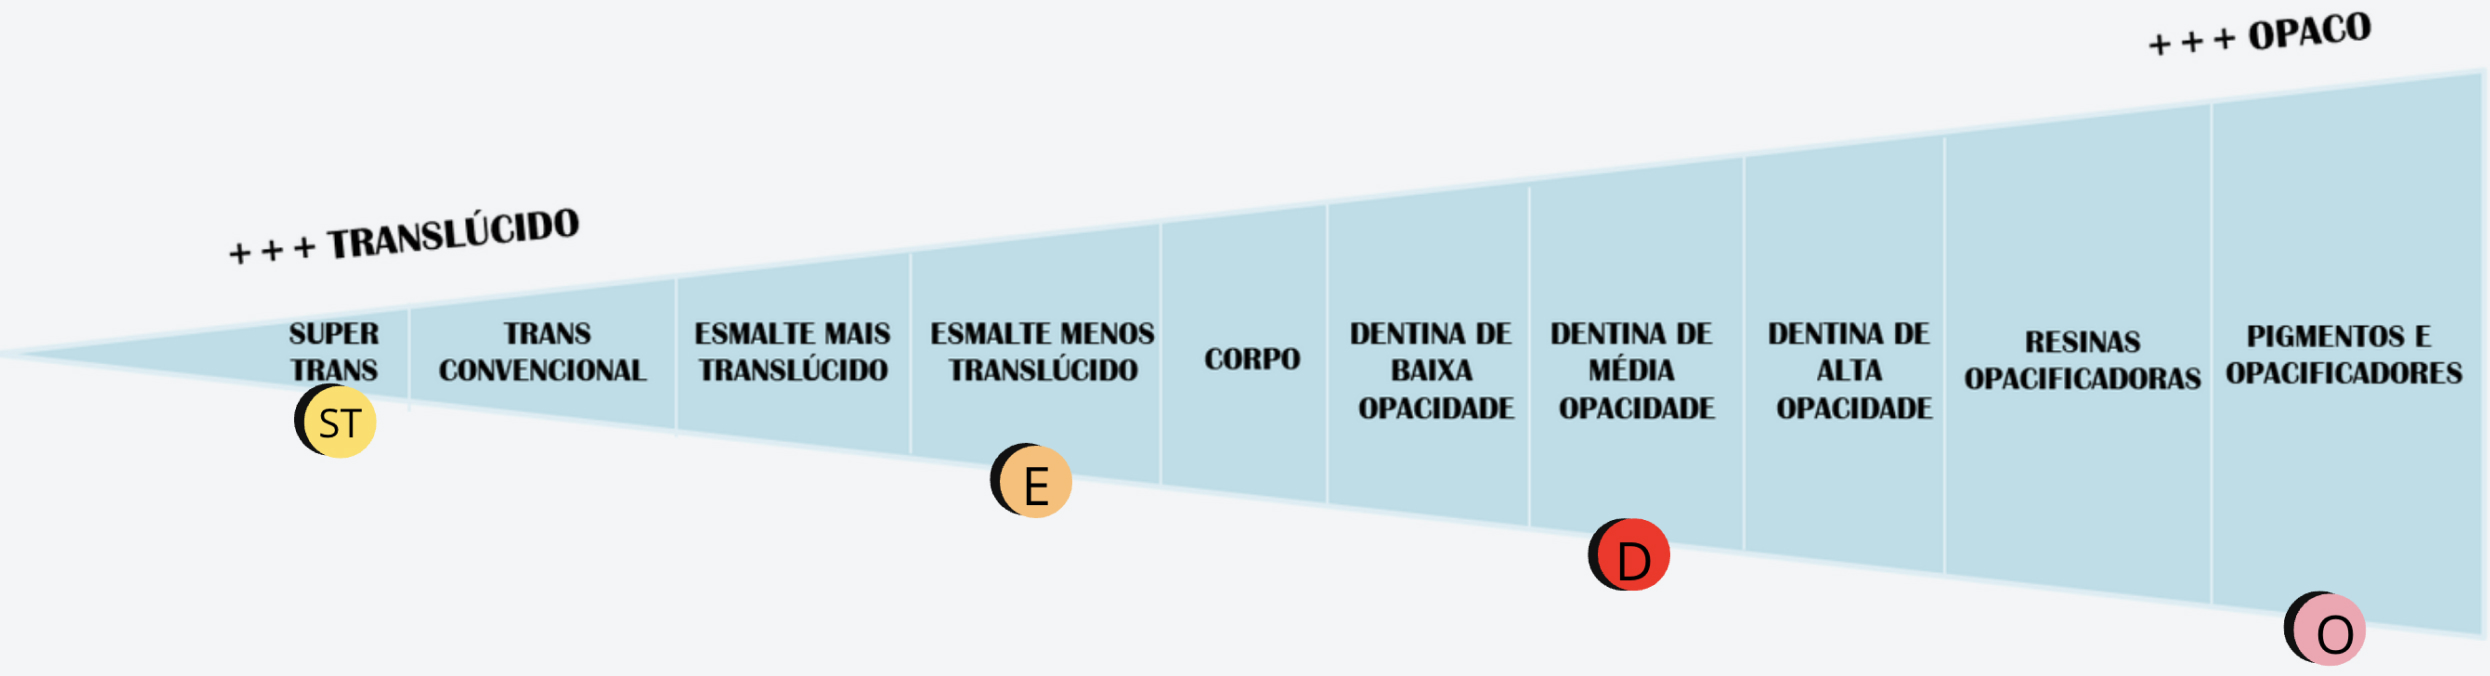 + + + OPACO
+ + + TRANSLÚCIDO
SUPER
TRANS
TRANS
CONVENCIONAL
ESMALTE MAIS
TRANSLÚCIDO
ESMALTE MENOS
TRANSLÚCIDO
CORPO
DENTINA DE
BAIXA
OPACIDADE
DENTINA DE
MÉDIA
OPACIDADE
DENTINA DE
ALTA
OPACIDADE
RESINAS
OPACIFICADORAS
PIGMENTOS E
OPACIFICADORES
ST
E
D
O